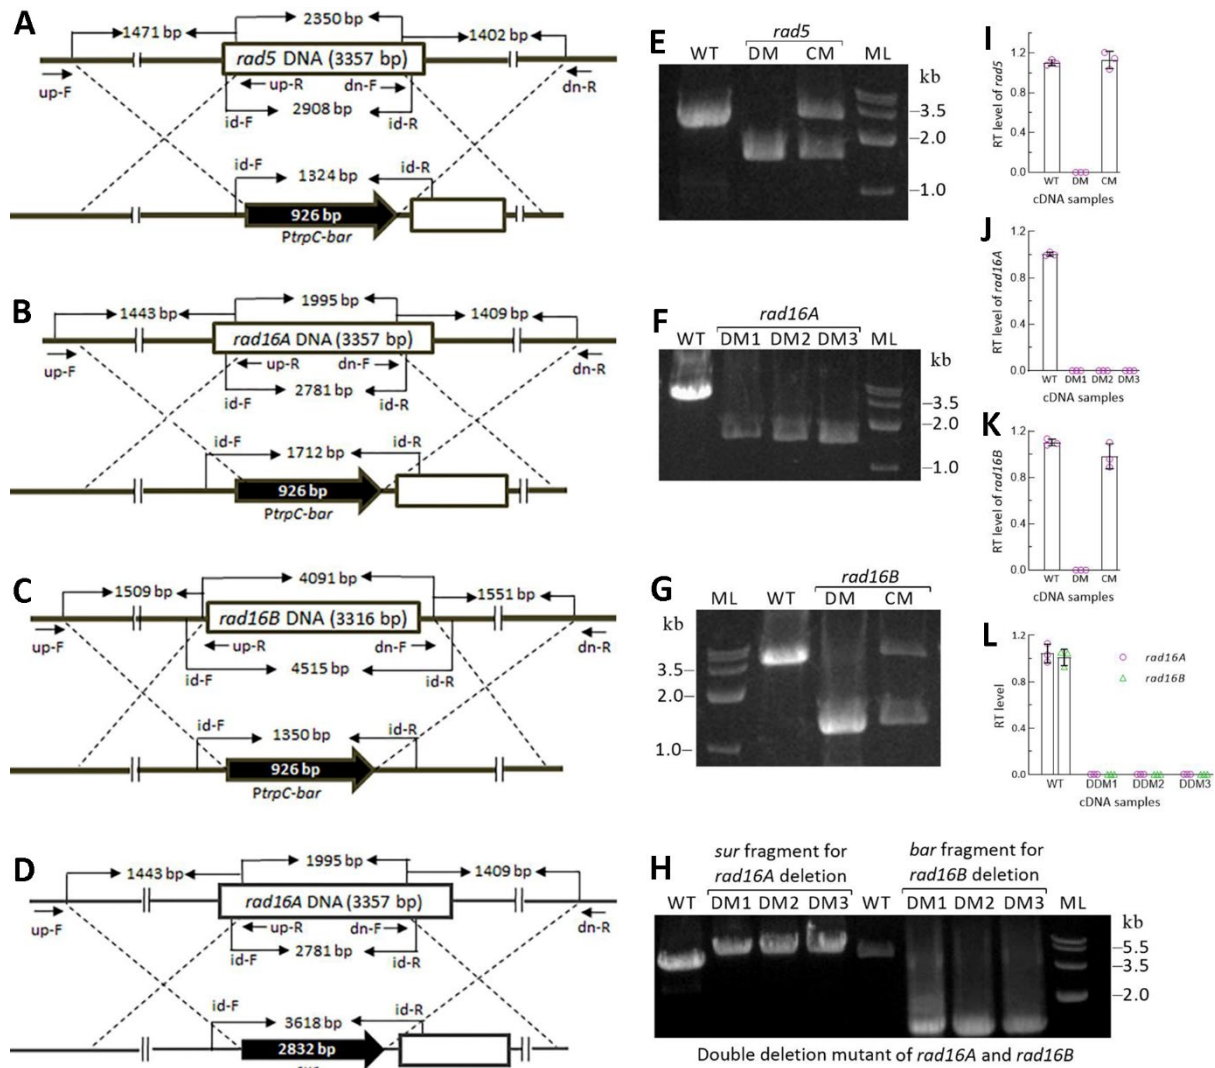 A
2350 bp
1471 bp
1402 bp
rad5 DNA (3357 bp)
up-F
up-R
dn-F
dn-R
2908 bp
id-F
id-R
id-F
1324 bp
id-R
926 bp
PtrpC-bar
B
1995 bp
1443 bp
1409 bp
rad16A DNA (3357 bp)
up-F
up-R
dn-F
dn-R
2781 bp
id-F
id-R
id-F
1712 bp
id-R
926 bp
PtrpC-bar
C
4091 bp
1509 bp
1551 bp
rad16B DNA (3316 bp)
up-F
up-R
dn-F
dn-R
4515 bp
id-F
id-R
id-F
1350 bp
id-R
926 bp
PtrpC-bar
D
1995 bp
1443 bp
1409 bp
rad16A DNA (3357 bp)
up-F
up-R
dn-F
dn-R
2781 bp
id-F
id-R
id-F
3618 bp
id-R
2832 bp
E
rad5
WT DM CM ML
kb
–3.5
–2.0
–1.0
F
rad16A
WT DM1 DM2 DM3 ML
kb
–3.5
–2.0
–1.0
G
rad16B
ML WT DM CM
kb
3.5–
2.0–
1.0–
H
sur fragment for
rad16A deletion
bar fragment for
rad16B deletion
WT DM1 DM2 DM3 WT DM1 DM2 DM3 ML
kb
–5.5
–3.5
–2.0
Double deletion mutant of rad16A and rad16B
I
RT level of rad5
1.2
0.8
0.4
0.0
WT DM CM
cDNA samples
J
RT level of rad16A
1.2
0.8
0.4
0.0
WT DM1 DM2 DM3
cDNA samples
K
RT level of rad16B
1.2
0.8
0.4
0.0
WT DM CM
cDNA samples
L
RT level
1.2
0.8
0.4
0.0
rad16A
rad16B
WT DDM1 DDM2 DDM3
cDNA samples